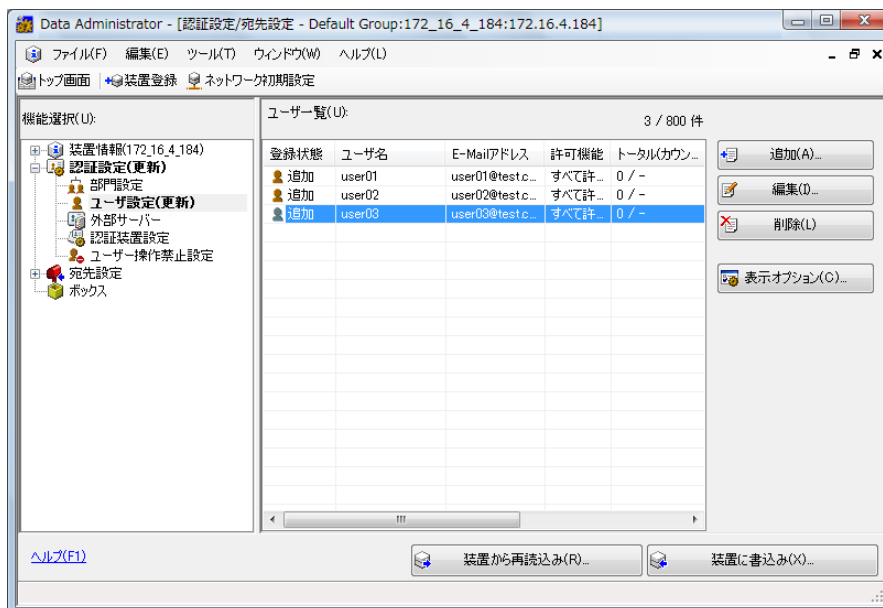 Data Administrator - [認証設定/宛先設定 - Default Group:172_16_4_184:172.16.4.184]
ファイル(F) 編集(E) ツール(T) ウィンドウ(W) ヘルプ(L)
トップ画面 装置登録 ネットワーク初期設定
機能選択(U):
装置情報(172_16_4_184)
認証設定(更新)
部門設定
ユーザ設定(更新)
外部サーバー
認証装置設定
ユーザー操作禁止設定
宛先設定
ボックス
ユーザ一覧(U):
3 / 800 件
登録状態 ユーザ名 E-Mailアドレス 許可機能 トータル(カウン...
追加 user01 user01@test.c... すべて許... 0 / -
追加 user02 user02@test.c... すべて許... 0 / -
追加 user03 user03@test.c... すべて許... 0 / -
追加(A)...
編集(I)...
削除(L)
表示オプション(O)...
ヘルプ(F1)
装置から再読込み(R)...
装置に書込み(X)...